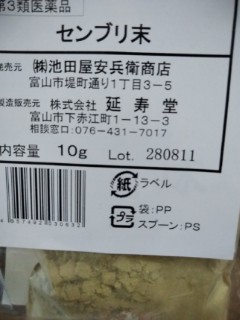 第3類医薬品
センブリ末
発売元 ㈱池田屋安兵衛商店
富山市堤町通り1丁目3-5
製造販売元 株式会社 延寿堂
富山市下赤江町1-13-3
相談窓口:076-431-7017
内容量 10g Lot. 280811
紙 ラベル
プラ 袋:PP
スプーン:PS